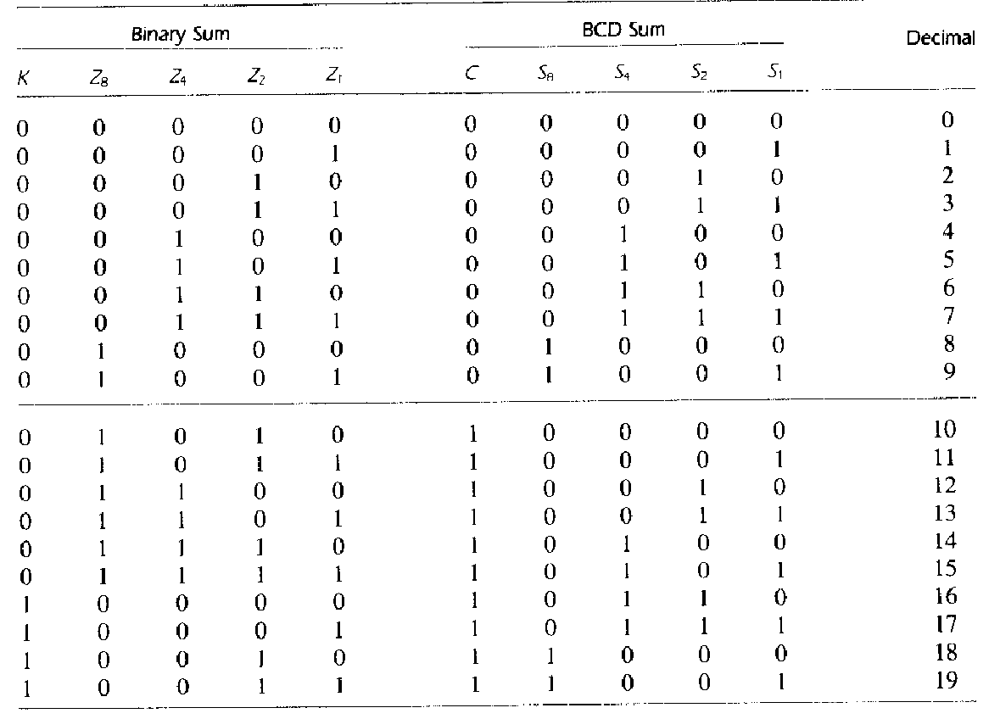 Binary Sum BCD Sum Decimal
K Z8 Z4 Z2 Z1 C S8 S4 S2 S1
0 0 0 0 0 0 0 0 0 0 0
0 0 0 0 1 0 0 0 0 1 1
0 0 0 1 0 0 0 0 1 0 2
0 0 0 1 1 0 0 0 1 1 3
0 0 1 0 0 0 0 1 0 0 4
0 0 1 0 1 0 0 1 0 1 5
0 0 1 1 0 0 0 1 1 0 6
0 0 1 1 1 0 0 1 1 1 7
0 1 0 0 0 0 1 0 0 0 8
0 1 0 0 1 0 1 0 0 1 9
0 1 0 1 0 1 0 0 0 0 10
0 1 0 1 1 1 0 0 0 1 11
0 1 1 0 0 1 0 0 1 0 12
0 1 1 0 1 1 0 0 1 1 13
0 1 1 1 0 1 0 1 0 0 14
0 1 1 1 1 1 0 1 0 1 15
1 0 0 0 0 1 0 1 1 0 16
1 0 0 0 1 1 0 1 1 1 17
1 0 0 1 0 1 1 0 0 0 18
1 0 0 1 1 1 1 0 0 1 19